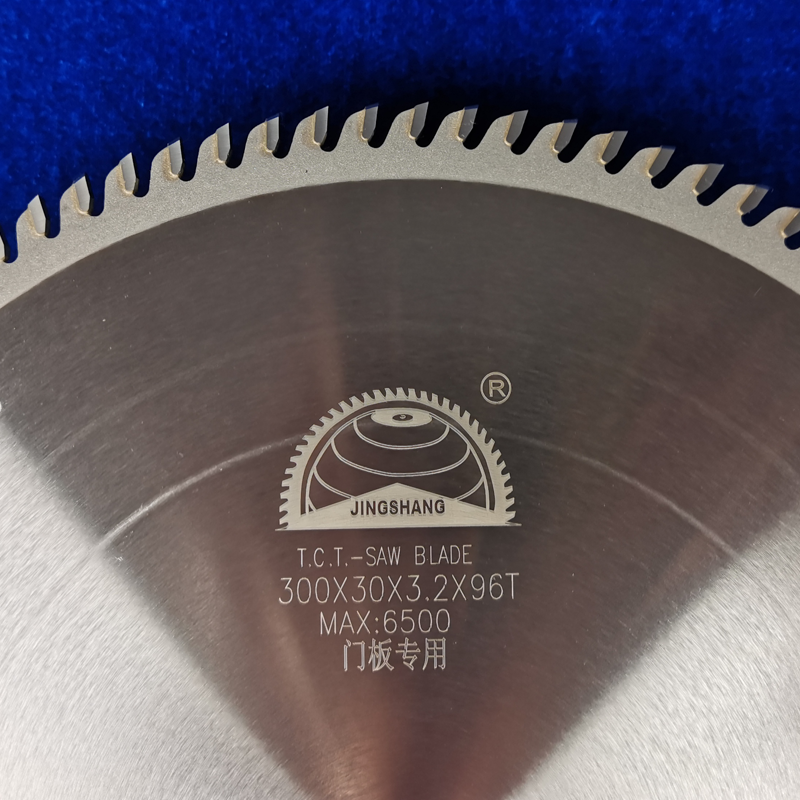 ®
JINGSHANG
T.C.T.-SAW BLADE
300X30X3.2X96T
MAX:6500
门板专用